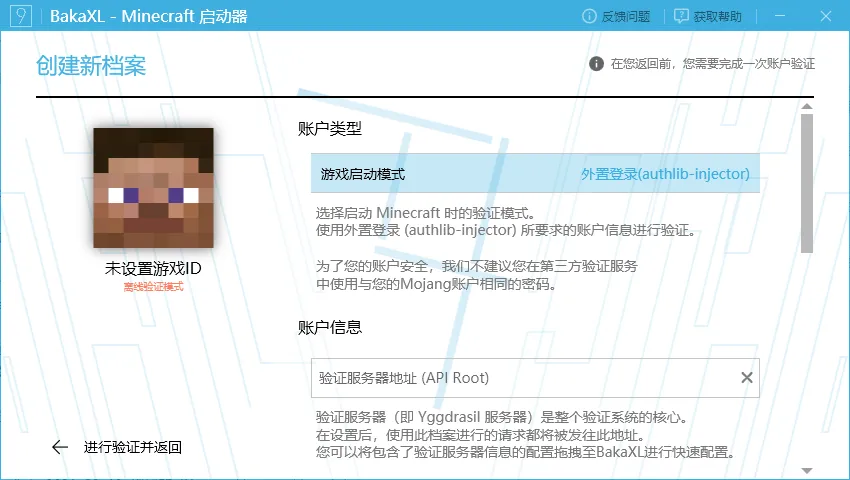 9 BakaXL - Minecraft 启动器 反馈问题 获取帮助
创建新档案
在您返回前，您需要完成一次账户验证
账户类型
游戏启动模式 外置登录(authlib-injector)
选择启动 Minecraft 时的验证模式。
使用外置登录 (authlib-injector) 所要求的账户信息进行验证。
为了您的账户安全，我们不建议您在第三方验证服务
中使用与您的Mojang账户相同的密码。
未设置游戏ID
离线验证模式
账户信息
验证服务器地址 (API Root)
验证服务器（即 Yggdrasil 服务器）是整个验证系统的核心。
在设置后，使用此档案进行的请求都将被发往此地址。
您可以将包含了验证服务器信息的配置拖拽至BakaXL进行快速配置。
进行验证并返回